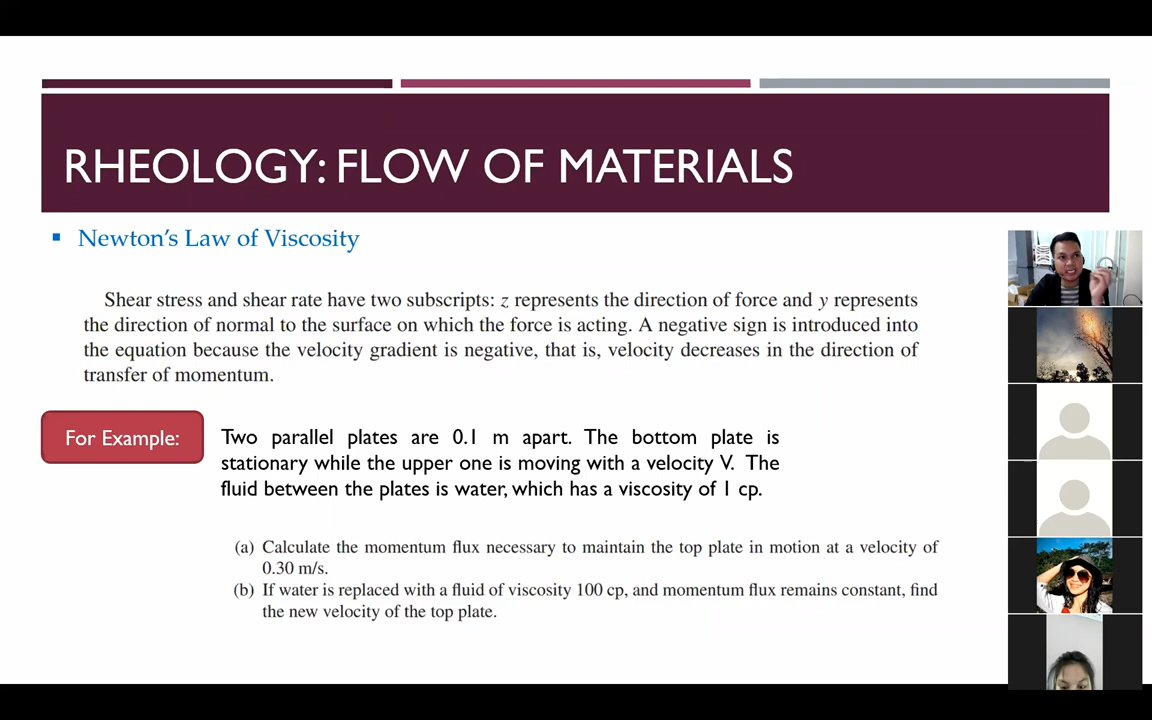 RHEOLOGY: FLOW OF MATERIALS
Newton's Law of Viscosity
Shear stress and shear rate have two subscripts: z represents the direction of force and y represents
the direction of normal to the surface on which the force is acting. A negative sign is introduced into
the equation because the velocity gradient is negative, that is, velocity decreases in the direction of
transfer of momentum.
For Example:
Two parallel plates are 0.1 m apart. The bottom plate is
stationary while the upper one is moving with a velocity V. The
fluid between the plates is water, which has a viscosity of 1 cp.
(a) Calculate the momentum flux necessary to maintain the top plate in motion at a velocity of
0.30 m/s.
(b) If water is replaced with a fluid of viscosity 100 cp, and momentum flux remains constant, find
the new velocity of the top plate.